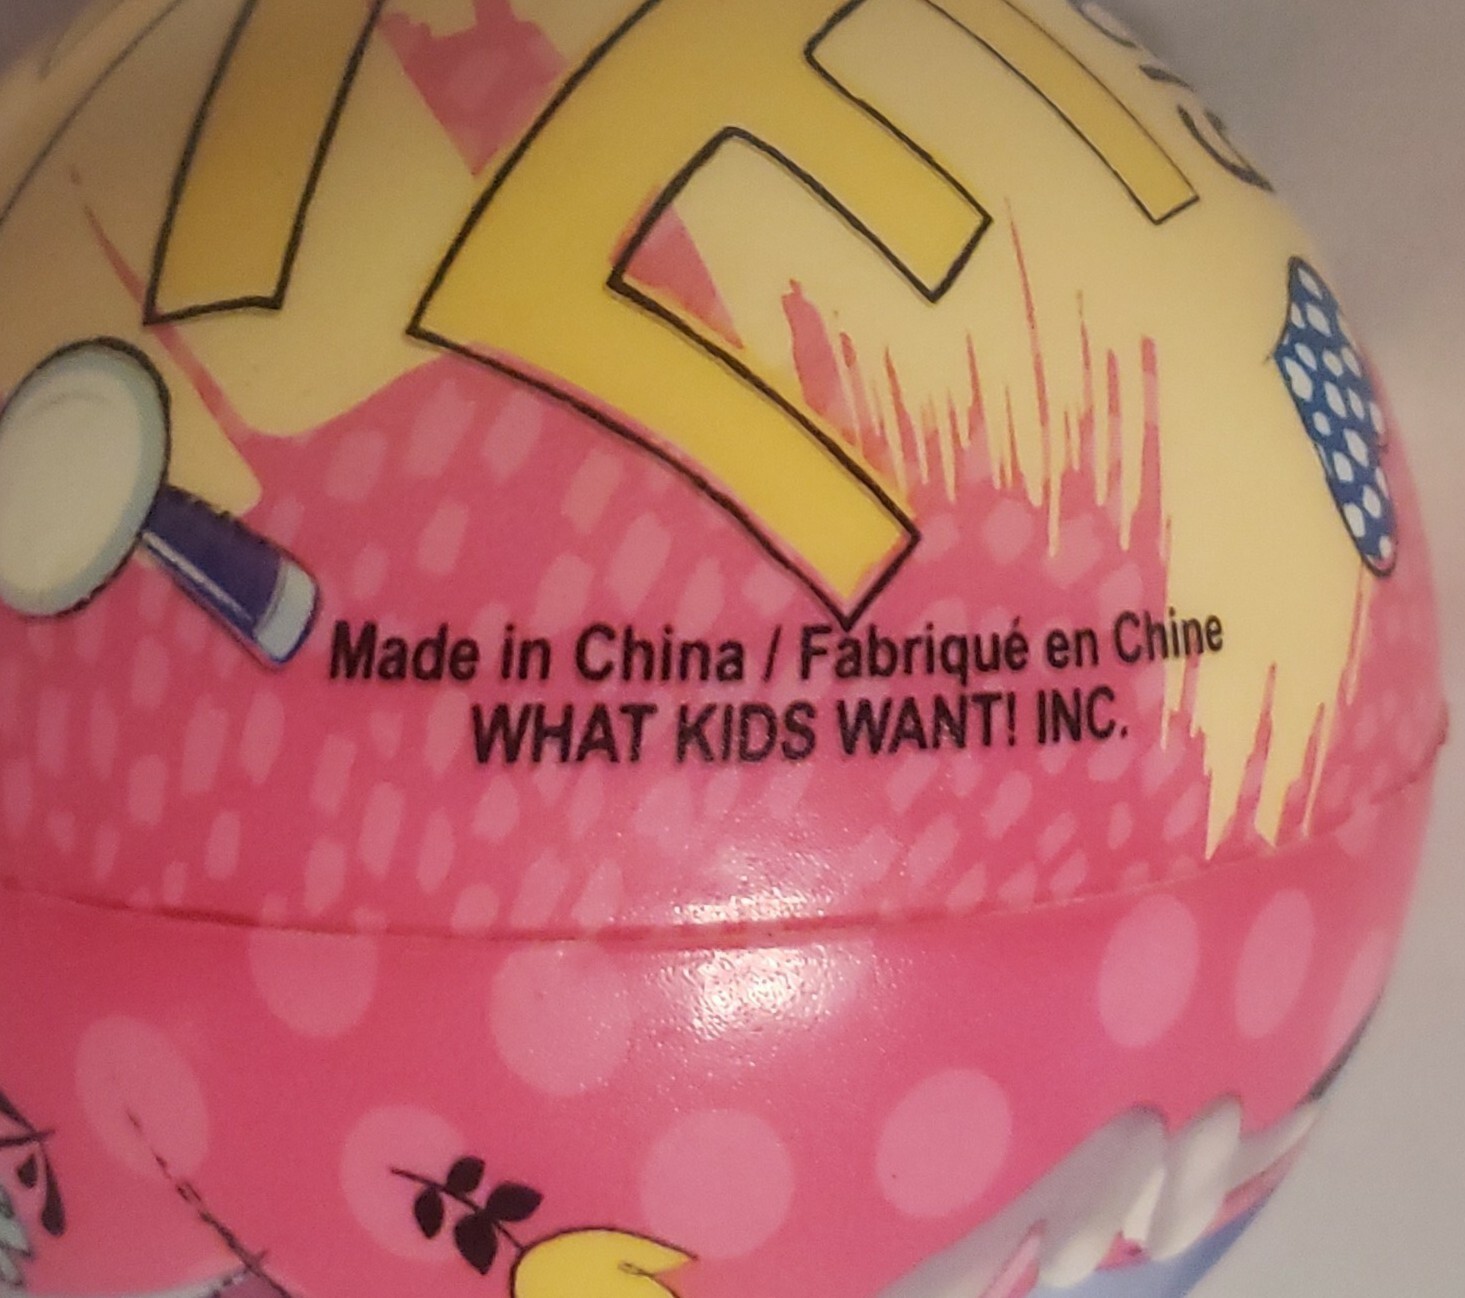 Made in China / Fabriqué en Chine
WHAT KIDS WANT! INC.